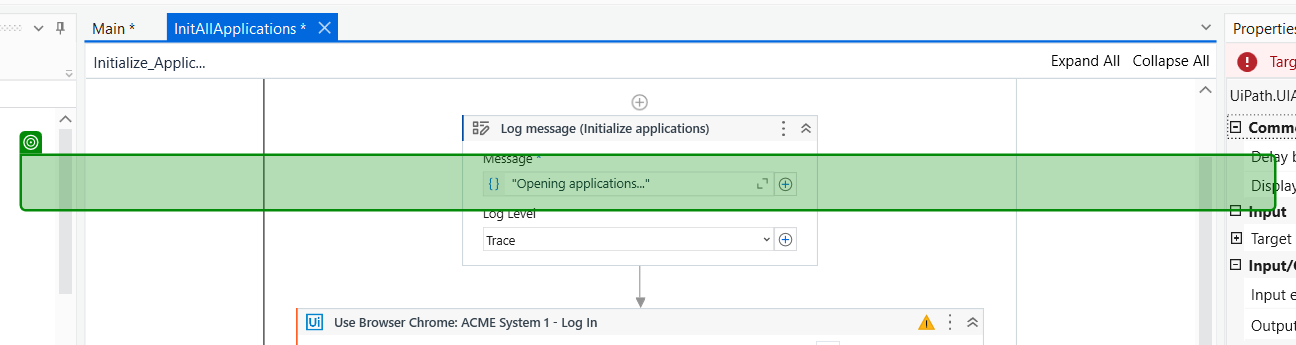 Main *
InitAllApplications *
Properties
Initialize_Applic...
Expand All
Collapse All
Targ
UiPath.UIA
Log message (Initialize applications)
Comm
Message *
Delay b
{ } "Opening applications..."
Display
Log Level
Input
Trace
Target
Input/O
Ui Use Browser Chrome: ACME System 1 - Log In
Input e
Output